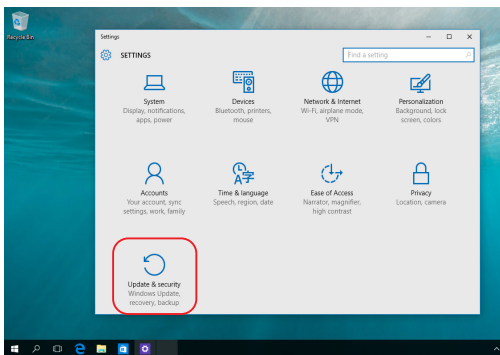 Recycle Bin
Settings
SETTINGS
Find a setting
System
Display, notifications,
apps, power
Devices
Bluetooth, printers,
mouse
Network & Internet
Wi-Fi, airplane mode,
VPN
Personalization
Background, lock
screen, colors
Accounts
Your account, sync
settings, work, family
Time & language
Speech, region, date
Ease of Access
Narrator, magnifier,
high contrast
Privacy
Location, camera
Update & security
Windows Update,
recovery, backup